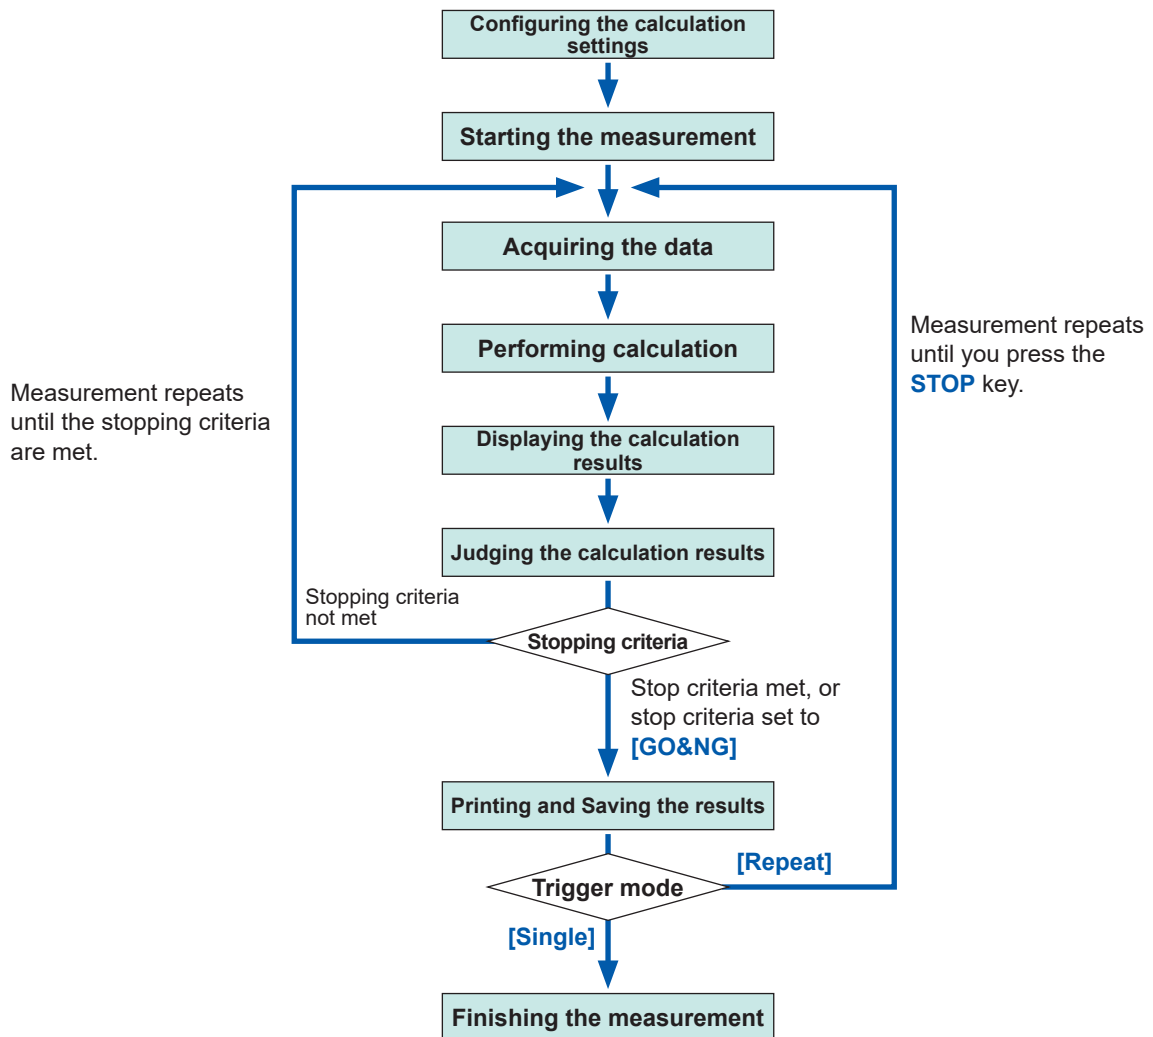 Configuring the calculation
settings
Starting the measurement
Acquiring the data
Performing calculation
Measurement repeats
until you press the
STOP key.
Measurement repeats
until the stopping criteria
are met.
Displaying the calculation
results
Judging the calculation results
Stopping criteria
not met
Stopping criteria
Stop criteria met, or
stop criteria set to
[GO&NG]
Printing and Saving the results
[Repeat]
Trigger mode
[Single]
Finishing the measurement